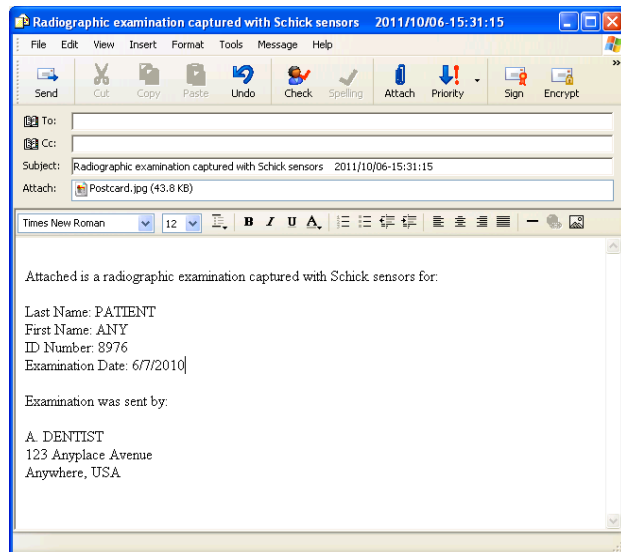 Radiographic examination captured with Schick sensors 2011/10/06-15:31:15
File Edit View Insert Format Tools Message Help
»
Send Cut Copy Paste Undo Check Spelling Attach Priority Sign Encrypt
To:
Cc:
Subject: Radiographic examination captured with Schick sensors 2011/10/06-15:31:15
Attach: Postcard.jpg (43.8 KB)
Times New Roman 12 B I U A
Attached is a radiographic examination captured with Schick sensors for:
Last Name: PATIENT
First Name: ANY
ID Number: 8976
Examination Date: 6/7/2010
Examination was sent by:
A. DENTIST
123 Anyplace Avenue
Anywhere, USA